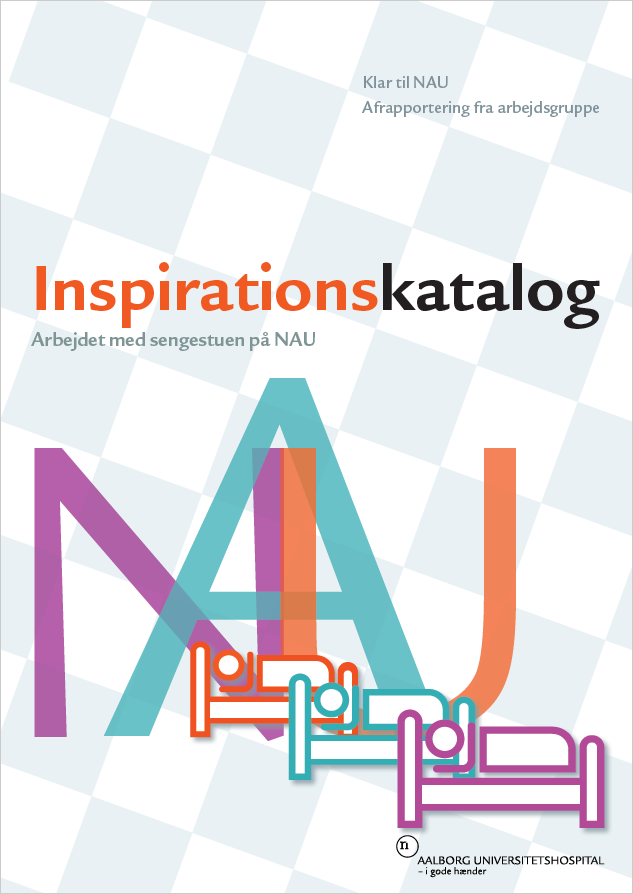 Klar til NAU
Afrapportering fra arbejdsgruppe
Inspirationskatalog
Arbejdet med sengestuen på NAU
NAU
n
AALBORG UNIVERSITETSHOSPITAL
– i gode hænder